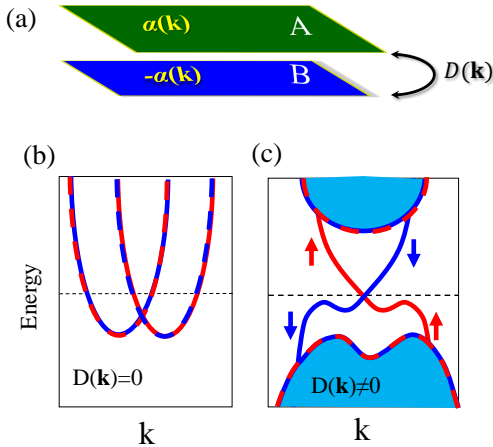 (a)
α(k)
A
-α(k)
B
D(k)
(b)
(c)
Energy
D(k)=0
D(k)≠0
k
k